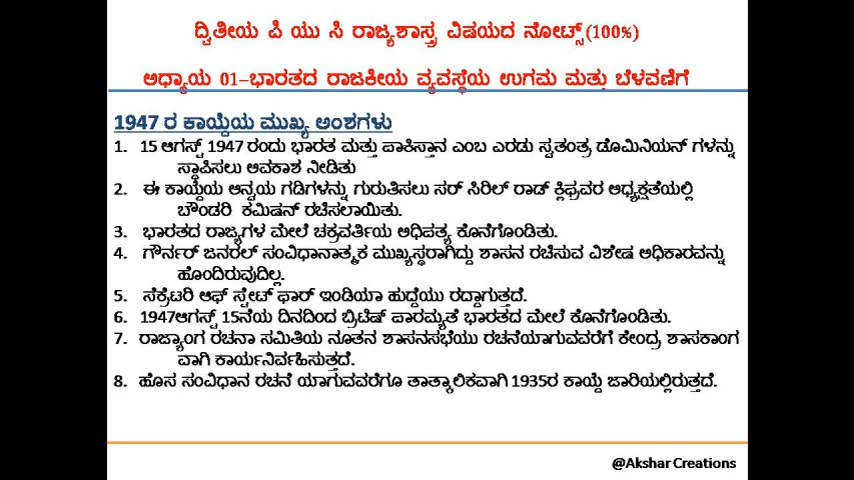 ದ್ವಿತೀಯ ಪಿ ಯು ಸಿ ರಾಜ್ಯಶಾಸ್ತ್ರ ವಿಷಯದ ನೋಟ್ಸ್(100%)
ಅಧ್ಯಾಯ 01-ಭಾರತದ ರಾಜಕೀಯ ವ್ಯವಸ್ಥೆಯ ಉಗಮ ಮತ್ತು ಬೆಳವಣಿಗೆ
1947 ರ ಕಾಯ್ದೆಯ ಮುಖ್ಯ ಅಂಶಗಳು
1. 15 ಆಗಸ್ಟ್ 1947 ರಂದು ಭಾರತ ಮತ್ತು ಪಾಕಿಸ್ತಾನ ಎಂಬ ಎರಡು ಸ್ವತಂತ್ರ ಡೊಮಿನಿಯನ್ ಗಳನ್ನು
ಸ್ಥಾಪಿಸಲು ಅವಕಾಶ ನೀಡಿತು
2. ಈ ಕಾಯ್ದೆಯ ಅನ್ವಯ ಗಡಿಗಳನ್ನು ಗುರುತಿಸಲು ಸರ್ ಸಿರಿಲ್ ರಾಡ್ ಕ್ಲಿಫ್ರವರ ಅಧ್ಯಕ್ಷತೆಯಲ್ಲಿ
ಬೌಂಡರಿ ಕಮಿಷನ್ ರಚಿಸಲಾಯಿತು.
3. ಭಾರತದ ರಾಜ್ಯಗಳ ಮೇಲೆ ಚಕ್ರವರ್ತಿಯ ಅಧಿಪತ್ಯ ಕೊನೆಗೊಂಡಿತು.
4. ಗೌರ್ನರ್ ಜನರಲ್ ಸಂವಿಧಾನಾತ್ಮಕ ಮುಖ್ಯಸ್ಥರಾಗಿದ್ದು ಶಾಸನ ರಚಿಸುವ ವಿಶೇಷ ಅಧಿಕಾರವನ್ನು
ಹೊಂದಿರುವುದಿಲ್ಲ.
5. ಸೆಕ್ರೆಟರಿ ಆಫ್ ಸ್ಟೇಟ್ ಫಾರ್ ಇಂಡಿಯಾ ಹುದ್ದೆಯು ರದ್ದಾಗುತ್ತದೆ.
6. 1947ಆಗಸ್ಟ್ 15ನೆಯ ದಿನದಿಂದ ಬ್ರಿಟಿಷ್ ಪಾರಮ್ಯತೆ ಭಾರತದ ಮೇಲೆ ಕೊನೆಗೊಂಡಿತು.
7. ರಾಜ್ಯಾಂಗ ರಚನಾ ಸಮಿತಿಯ ನೂತನ ಶಾಸನಸಭೆಯು ರಚನೆಯಾಗುವವರೆಗೆ ಕೇಂದ್ರ ಶಾಸಕಾಂಗ
ವಾಗಿ ಕಾರ್ಯನಿರ್ವಹಿಸುತ್ತದೆ.
8. ಹೊಸ ಸಂವಿಧಾನ ರಚನೆ ಯಾಗುವವರೆಗೂ ತಾತ್ಕಾಲಿಕವಾಗಿ 1935ರ ಕಾಯ್ದೆ ಜಾರಿಯಲ್ಲಿರುತ್ತದೆ.
@Akshar Creations